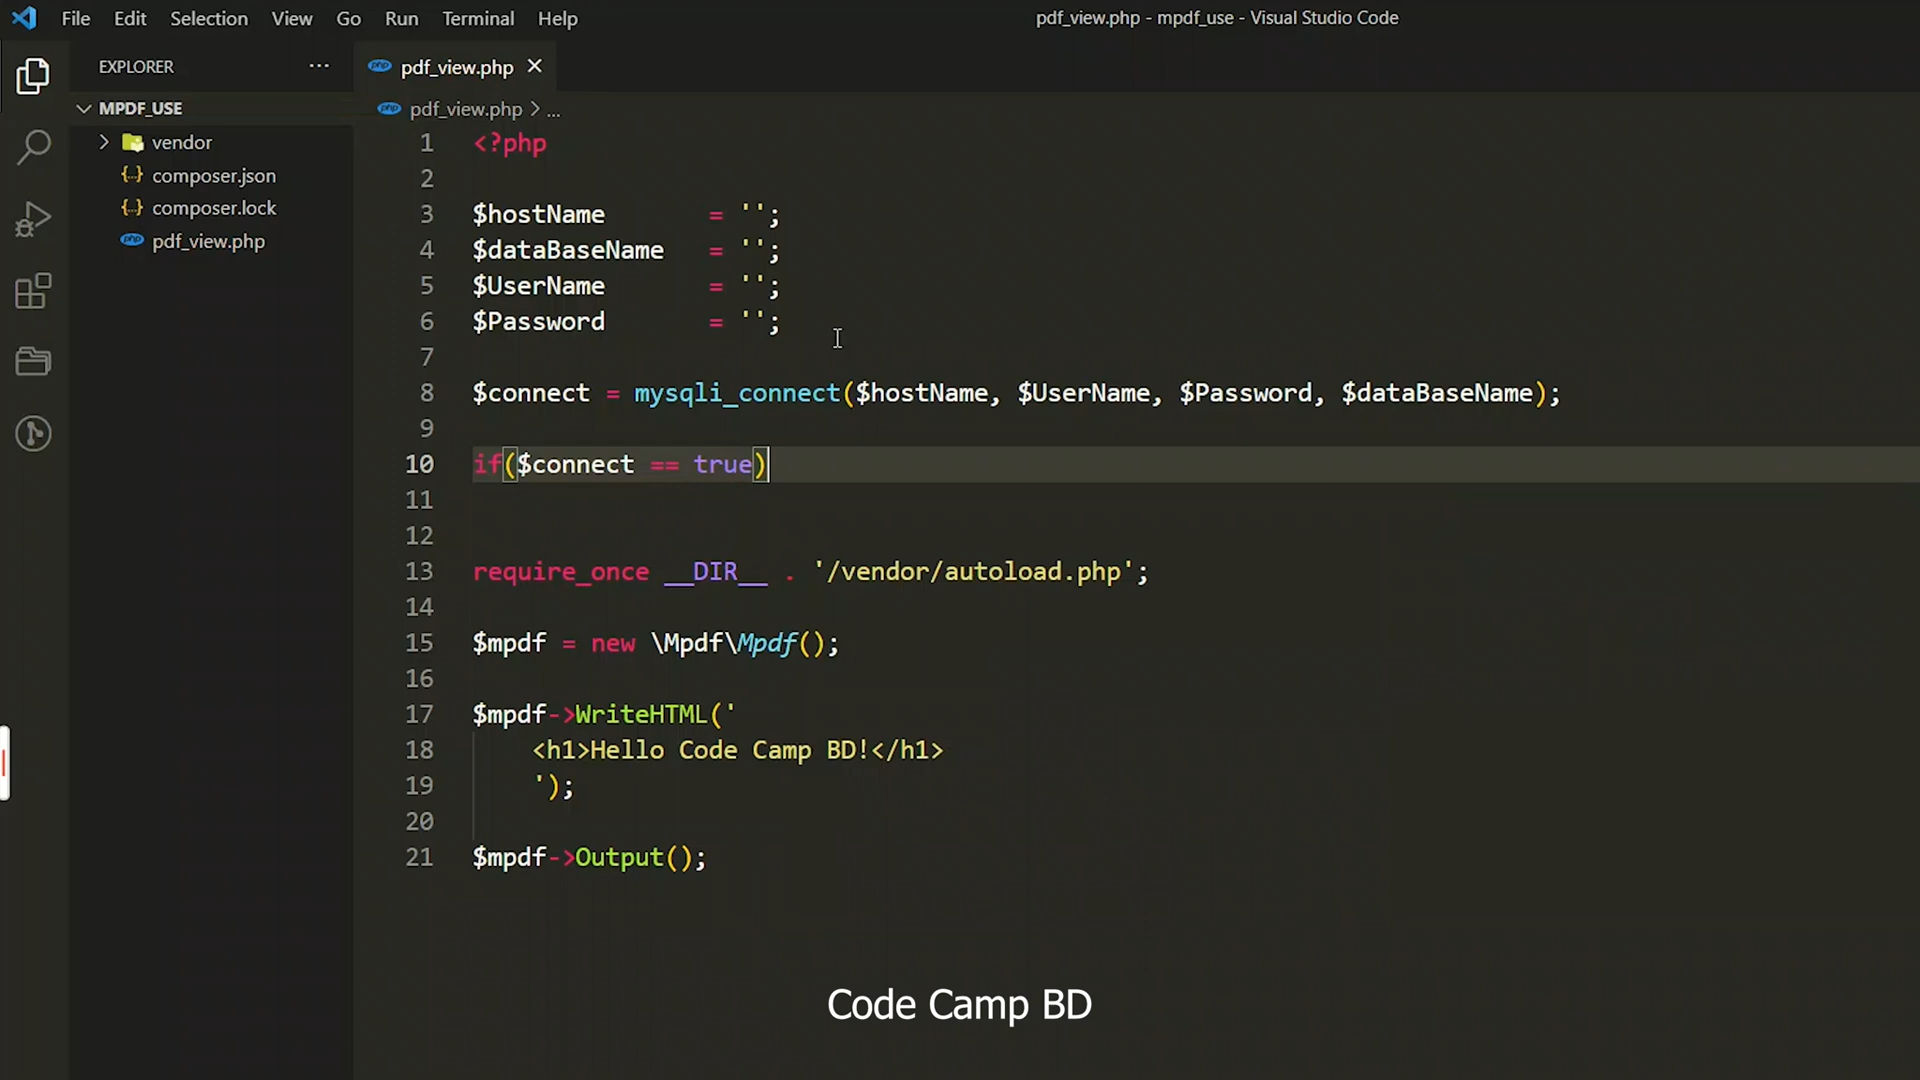 File Edit Selection View Go Run Terminal Help
pdf_view.php - mpdf_use - Visual Studio Code
EXPLORER
MPDF_USE
vendor
composer.json
composer.lock
pdf_view.php
pdf_view.php
pdf_view.php > ...
1 <?php
2
3 $hostName = '';
4 $dataBaseName = '';
5 $UserName = '';
6 $Password = '';
7
8 $connect = mysqli_connect($hostName, $UserName, $Password, $dataBaseName);
9
10 if($connect == true)
11
12
13 require_once __DIR__ . '/vendor/autoload.php';
14
15 $mpdf = new \Mpdf\Mpdf();
16
17 $mpdf->WriteHTML('
18 <h1>Hello Code Camp BD!</h1>
19 ');
20
21 $mpdf->Output();
Code Camp BD